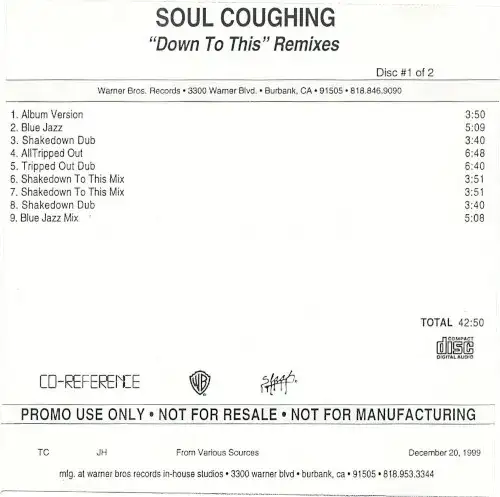 SOUL COUGHING
“Down To This” Remixes
Disc #1 of 2
Warner Bros. Records • 3300 Warner Blvd. • Burbank, CA • 91505 • 818.846.9090
1. Album Version 3:50
2. Blue Jazz 5:09
3. Shakedown Dub 3:40
4. AllTripped Out 6:48
5. Tripped Out Dub 6:40
6. Shakedown To This Mix 3:51
7. Shakedown To This Mix 3:51
8. Shakedown Dub 3:40
9. Blue Jazz Mix 5:08
TOTAL 42:50
COMPACT
disc
DIGITAL AUDIO
CO-REFERENCE WB
PROMO USE ONLY • NOT FOR RESALE • NOT FOR MANUFACTURING
TC JH From Various Sources December 20, 1999
mfg. at warner bros records in-house studios • 3300 warner blvd • burbank, ca • 91505 • 818.953.3344